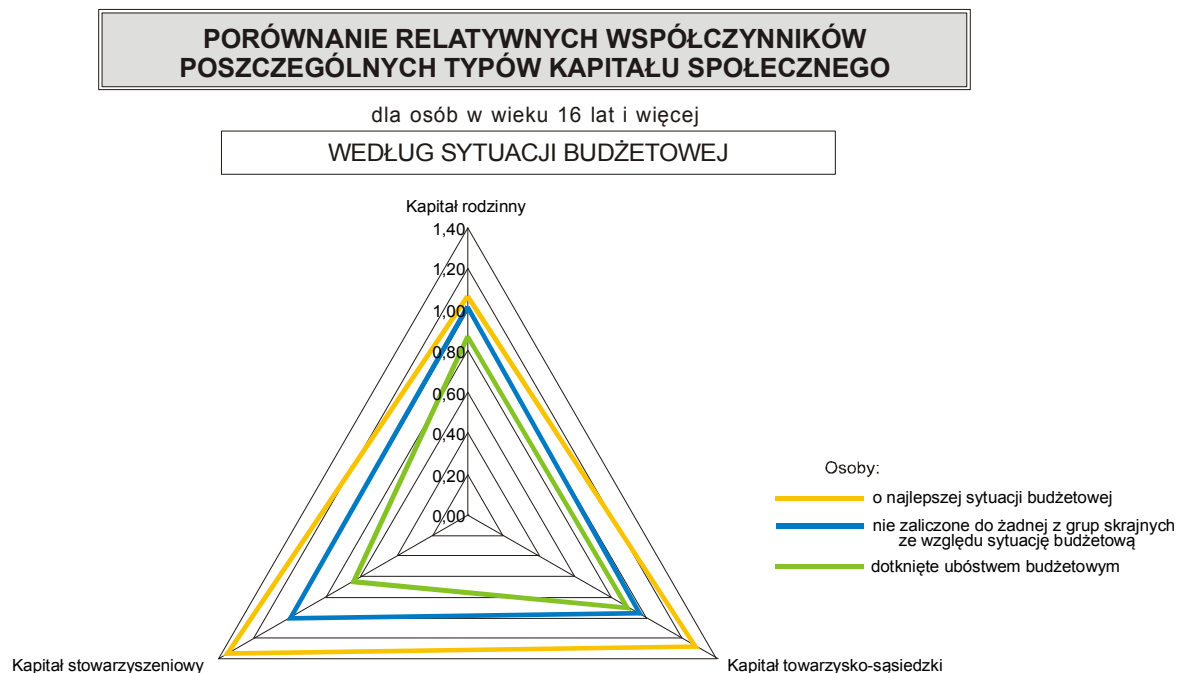 PORÓWNANIE RELATYWNYCH WSPÓŁCZYNNIKÓW
POSZCZEGÓLNYCH TYPÓW KAPITAŁU SPOŁECZNEGO
dla osób w wieku 16 lat i więcej
WEDŁUG SYTUACJI BUDŻETOWEJ
Kapitał rodzinny
1,40
1,20
1,00
0,80
0,60
0,40
0,20
0,00
Osoby:
o najlepszej sytuacji budżetowej
nie zaliczone do żadnej z grup skrajnych
ze względu sytuację budżetową
dotknięte ubóstwem budżetowym
Kapitał stowarzyszeniowy
Kapitał towarzysko-sąsiedzki